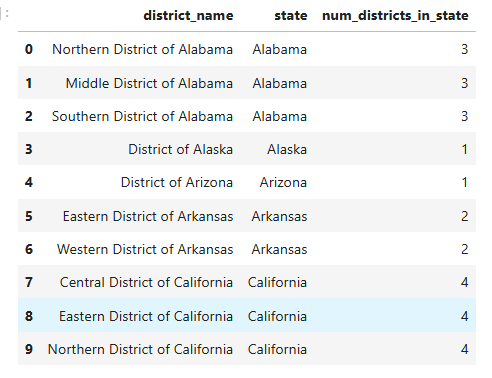 ]:
district_name state num_districts_in_state
0 Northern District of Alabama Alabama 3
1 Middle District of Alabama Alabama 3
2 Southern District of Alabama Alabama 3
3 District of Alaska Alaska 1
4 District of Arizona Arizona 1
5 Eastern District of Arkansas Arkansas 2
6 Western District of Arkansas Arkansas 2
7 Central District of California California 4
8 Eastern District of California California 4
9 Northern District of California California 4